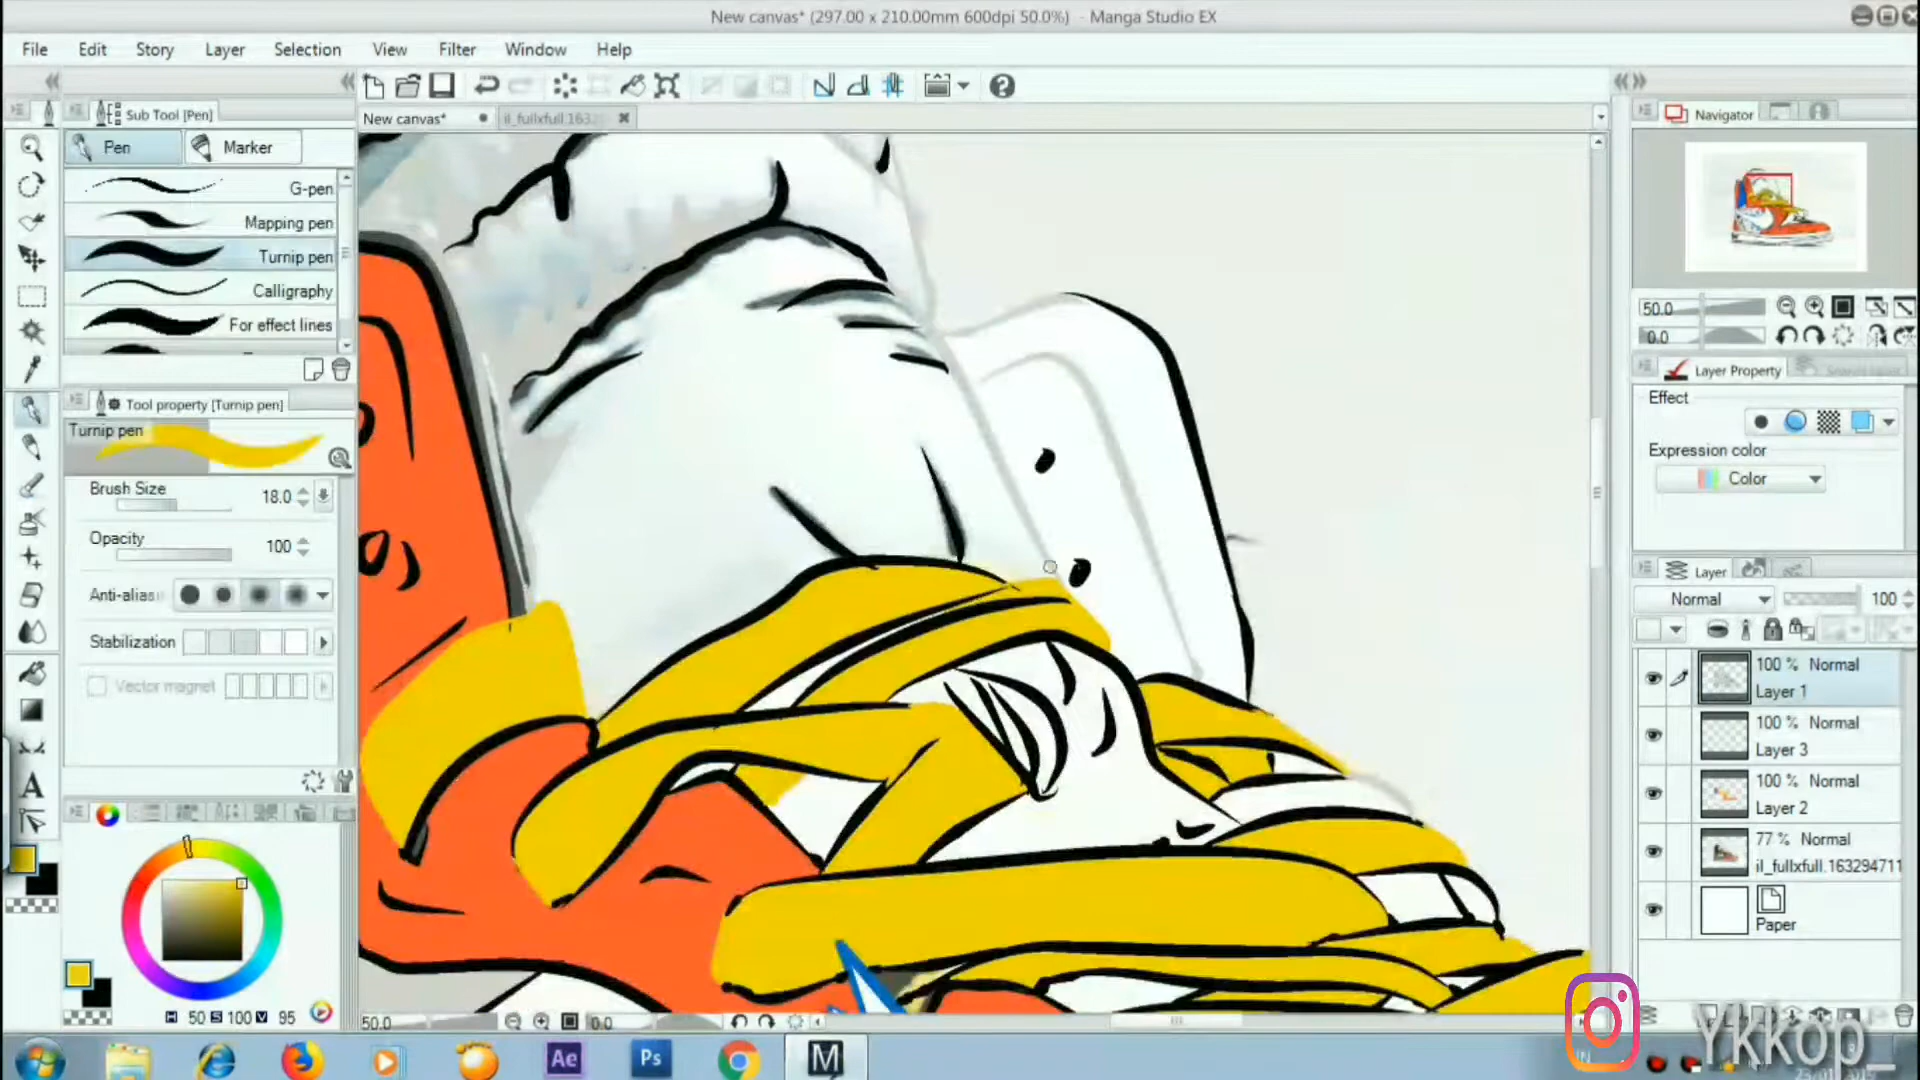 New canvas* (297.00 x 210.00mm 600dpi 50.0%) - Manga Studio EX
File Edit Story Layer Selection View Filter Window Help
Sub Tool [Pen]
New canvas*
il_fullxfull.1632
Navigator
Pen
Marker
G-pen
Mapping pen
Turnip pen
Calligraphy
For effect lines
50.0
0.0
Layer Property
Effect
Expression color
Color
Tool property [Turnip pen]
Turnip pen
Brush Size 18.0
Opacity 100
Anti-alias
Stabilization
Vector magnet
Layer
Normal 100
100 % Normal
Layer 1
100 % Normal
Layer 3
100 % Normal
Layer 2
77 % Normal
il_fullxfull.163294711
Paper
A
H 50 S 100 V 95
50.0
0.0
Ae
Ps
M
IN
Ykkop_